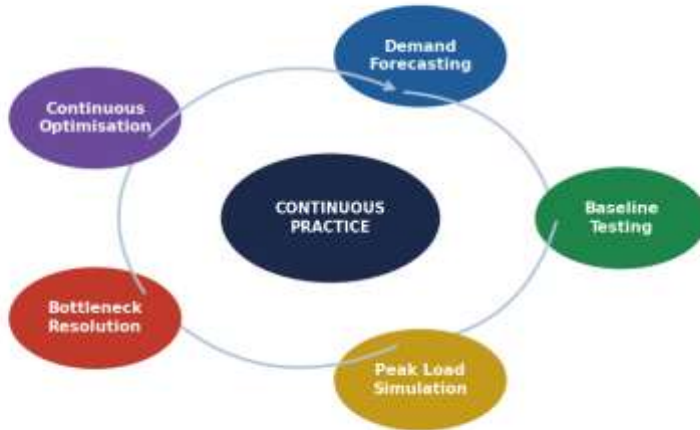 Demand
Forecasting
Continuous
Optimisation
CONTINUOUS
PRACTICE
Baseline
Testing
Bottleneck
Resolution
Peak Load
Simulation